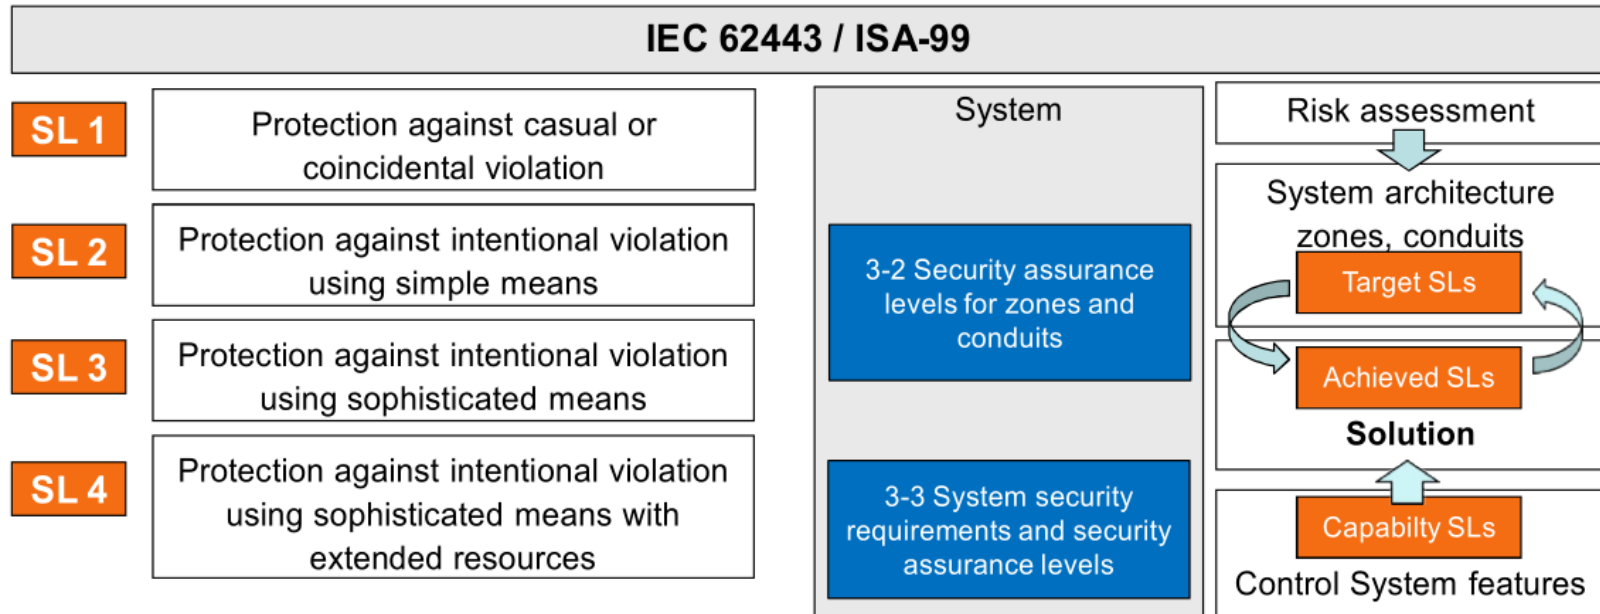 IEC 62443 / ISA-99
SL 1
Protection against casual or
coincidental violation
SL 2
Protection against intentional violation
using simple means
SL 3
Protection against intentional violation
using sophisticated means
SL 4
Protection against intentional violation
using sophisticated means with
extended resources
System
3-2 Security assurance
levels for zones and
conduits
3-3 System security
requirements and security
assurance levels
Risk assessment
System architecture
zones, conduits
Target SLs
Achieved SLs
Solution
Capabilty SLs
Control System features